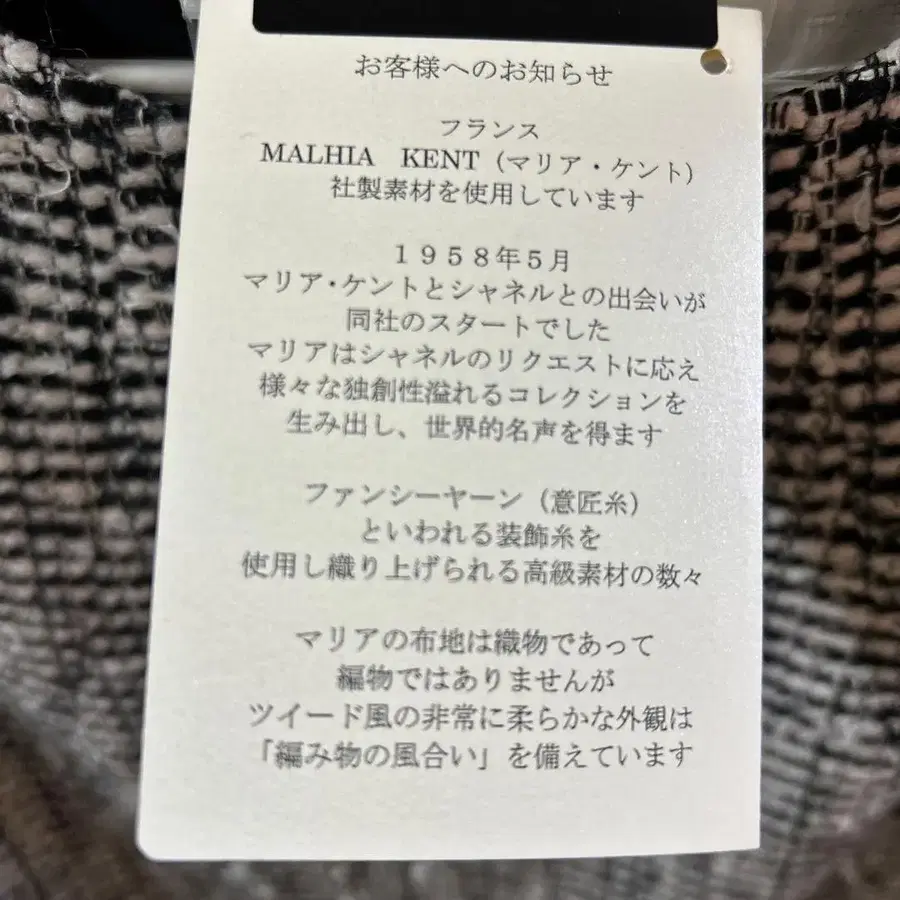 お客様へのお知らせ
フランス
MALHIA KENT（マリア・ケント）
社製素材を使用しています
１９５８年５月
マリア・ケントとシャネルとの出会いが
同社のスタートでした
マリアはシャネルのリクエストに応え
様々な独創性溢れるコレクションを
生み出し、世界的名声を得ます
ファンシーヤーン（意匠糸）
といわれる装飾糸を
使用し織り上げられる高級素材の数々
マリアの布地は織物であって
編物ではありませんが
ツイード風の非常に柔らかな外観は
「編み物の風合い」を備えています